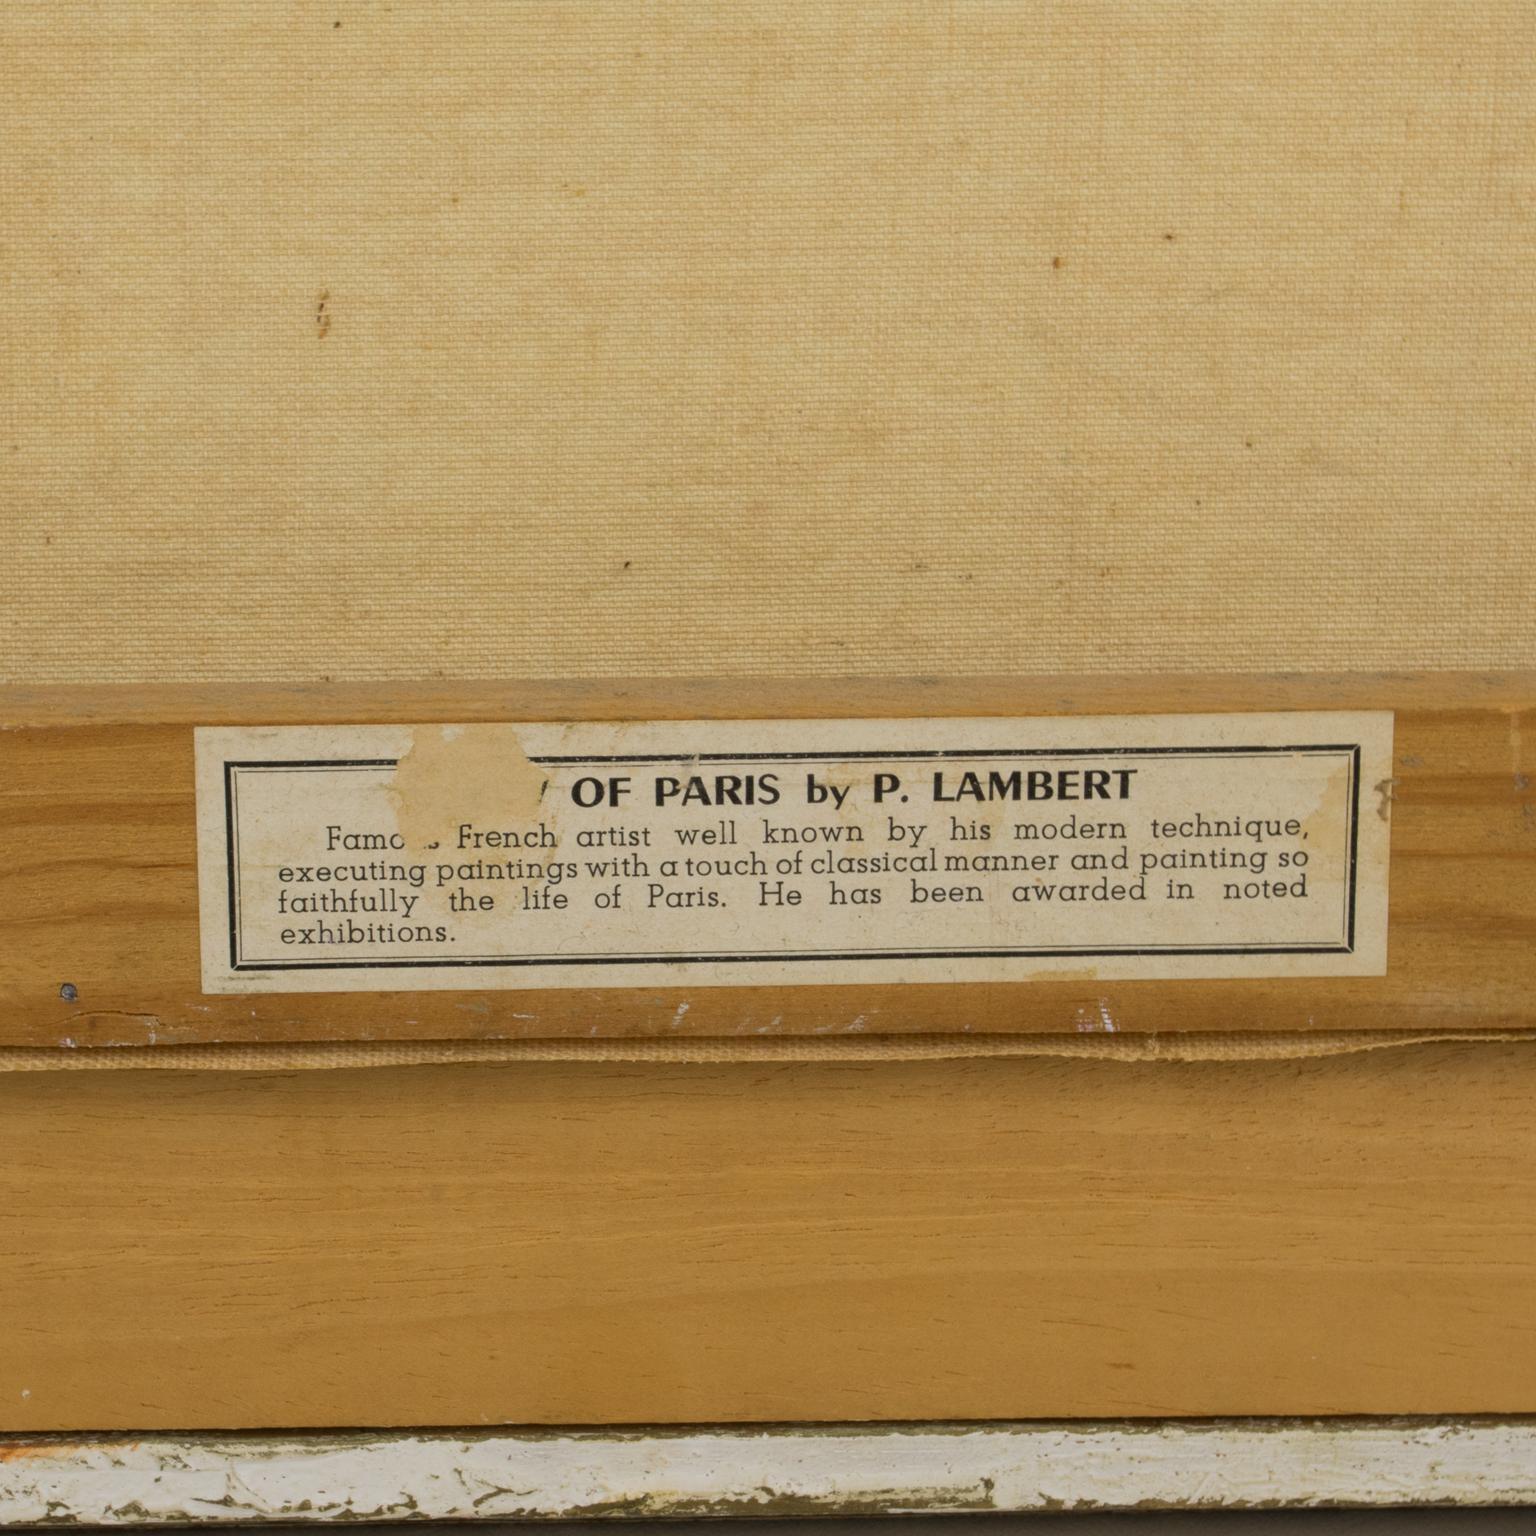 OF PARIS by P. LAMBERT
French artist well known by his modern technique,
executing paintings with a touch of classical manner and painting so
faithfully the life of Paris. He has been awarded in noted
exhibitions.